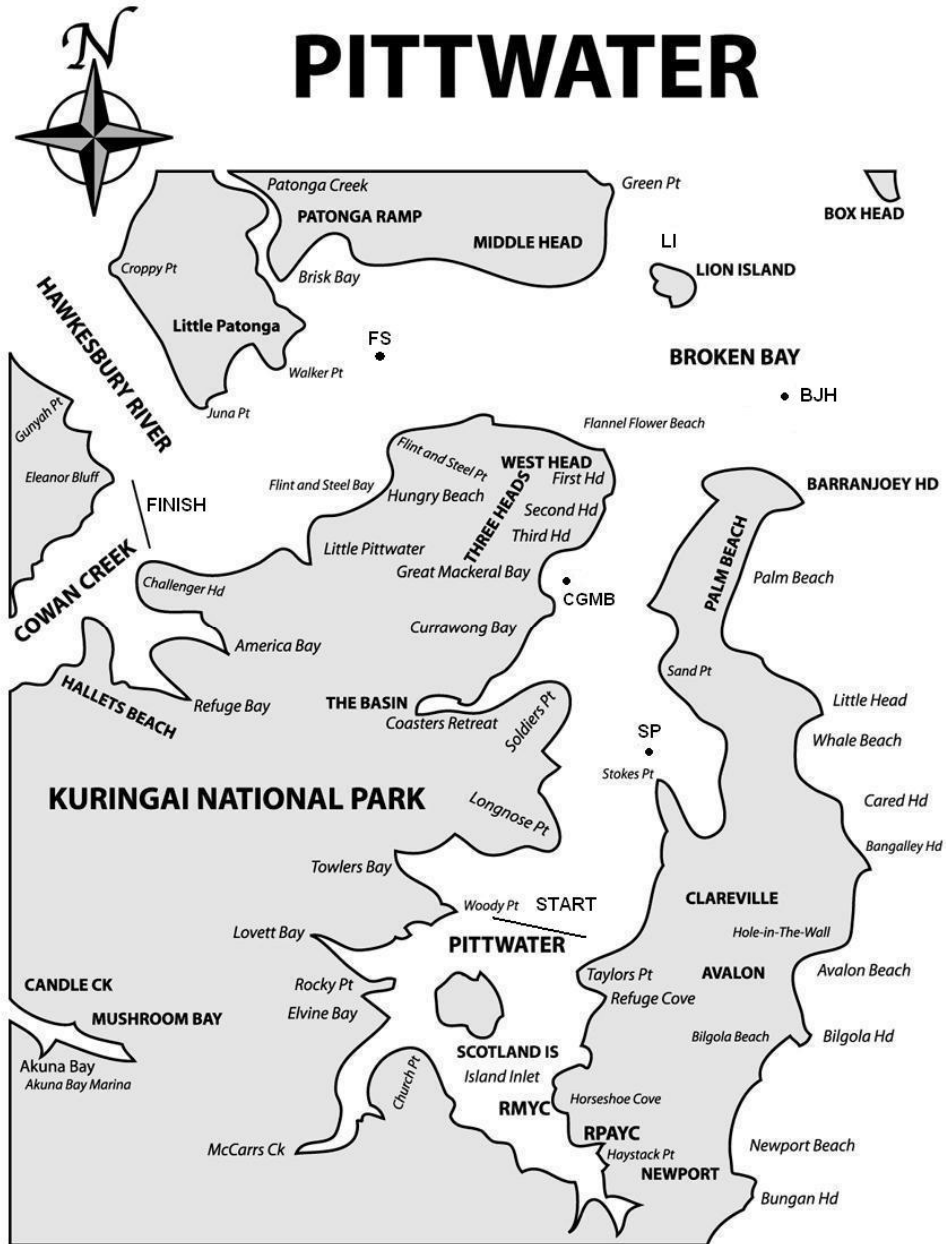 N
PITTWATER
Patonga Creek
Green Pt
PATONGA RAMP
BOX HEAD
MIDDLE HEAD
LI
Croppy Pt
Brisk Bay
LION ISLAND
HAWKESBURY RIVER
Little Patonga
FS
BROKEN BAY
Walker Pt
BJH
Juna Pt
Gunyah Pt
Flannel Flower Beach
Flint and Steel Pt
WEST HEAD
Eleanor Bluff
First Hd
Flint and Steel Bay
Hungry Beach
BARRANJOEY HD
FINISH
THREE HEADS
Second Hd
Third Hd
Little Pittwater
Great Mackeral Bay
PALM BEACH
Palm Beach
COWAN CREEK
Challenger Hd
CGMB
Currawong Bay
America Bay
Sand Pt
HALLETS BEACH
Refuge Bay
THE BASIN
Little Head
Coasters Retreat
Soldiers Pt
SP
Whale Beach
Stokes Pt
KURINGAI NATIONAL PARK
Longnose Pt
Cared Hd
Bangalley Hd
Towlers Bay
CLAREVILLE
Woody Pt
START
Lovett Bay
PITTWATER
Hole-in-The-Wall
Taylors Pt
AVALON
Avalon Beach
CANDLE CK
Rocky Pt
Refuge Cove
MUSHROOM BAY
Elvine Bay
Bilgola Beach
Bilgola Hd
SCOTLAND IS
Akuna Bay
Island Inlet
Akuna Bay Marina
Church Pt
Horseshoe Cove
RMYC
RPAYC
McCarrs Ck
Haystack Pt
Newport Beach
NEWPORT
Bungan Hd